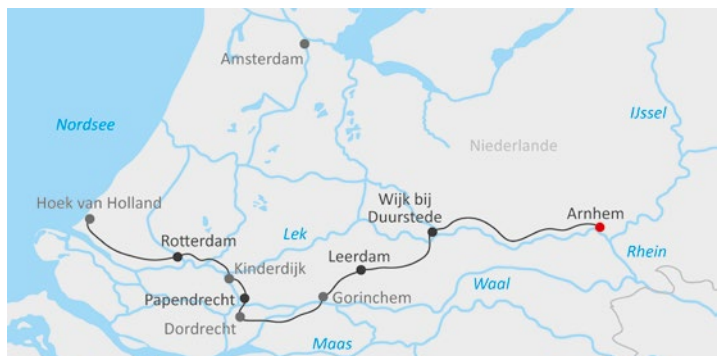 Amsterdam
Nordsee
IJssel
Niederlande
Hoek van Holland
Wijk bij
Duurstede
Arnhem
Rotterdam
Lek
Rhein
Leerdam
Kinderdijk
Waal
Papendrecht
Gorinchem
Dordrecht
Maas